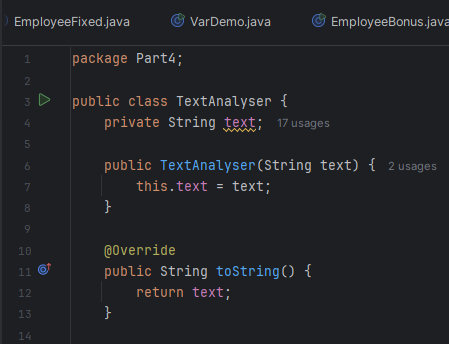 EmployeeFixed.java VarDemo.java EmployeeBonus.java
1 package Part4;
2
3 public class TextAnalyser {
4 private String text; 17 usages
5
6 public TextAnalyser(String text) { 2 usages
7 this.text = text;
8 }
9
10 @Override
11 public String toString() {
12 return text;
13 }
14